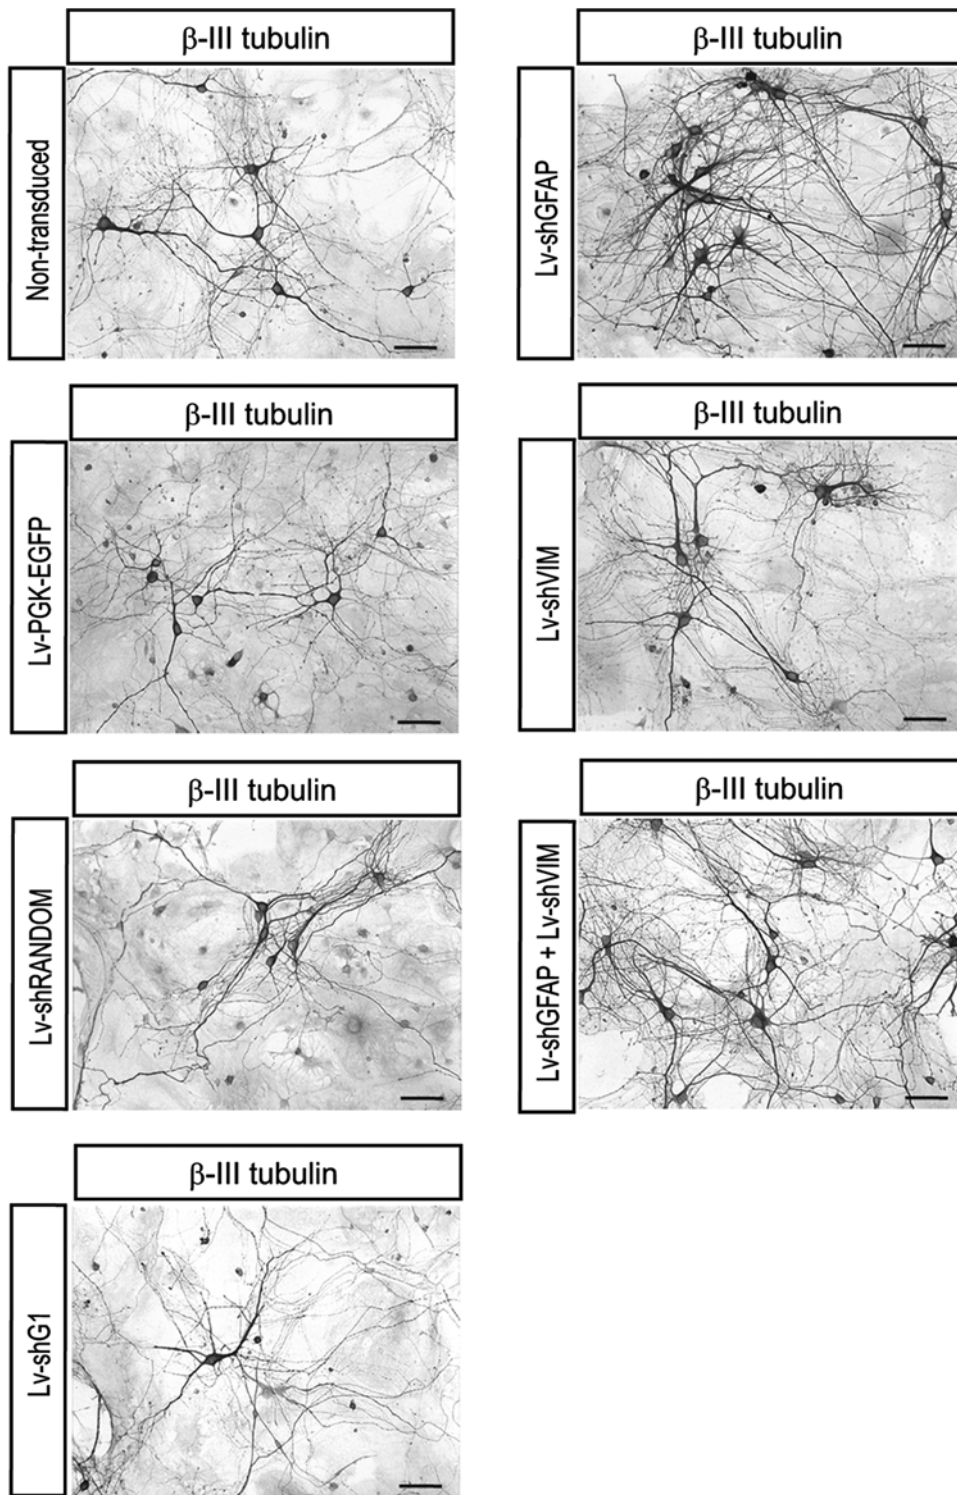 β-III tubulin
Non-transduced
β-III tubulin
Lv-shGFAP
β-III tubulin
Lv-PGK-EGFP
β-III tubulin
Lv-shVIM
β-III tubulin
Lv-shRANDOM
β-III tubulin
Lv-shGFAP + Lv-shVIM
β-III tubulin
Lv-shG1